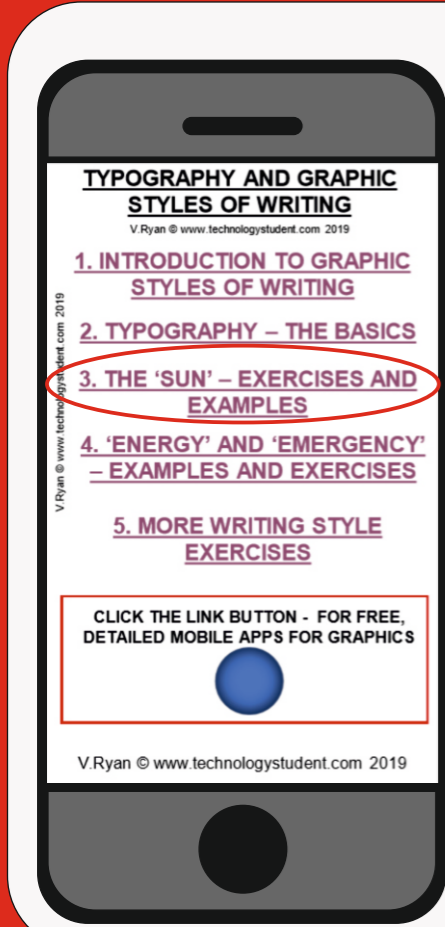 TYPOGRAPHY AND GRAPHIC
STYLES OF WRITING
V.Ryan © www.technologystudent.com 2019
1. INTRODUCTION TO GRAPHIC
STYLES OF WRITING
2. TYPOGRAPHY – THE BASICS
3. THE ‘SUN’ – EXERCISES AND
EXAMPLES
4. ‘ENERGY’ AND ‘EMERGENCY’
– EXAMPLES AND EXERCISES
5. MORE WRITING STYLE
EXERCISES
V.Ryan © www.technologystudent.com 2019
CLICK THE LINK BUTTON - FOR FREE,
DETAILED MOBILE APPS FOR GRAPHICS
V.Ryan © www.technologystudent.com 2019